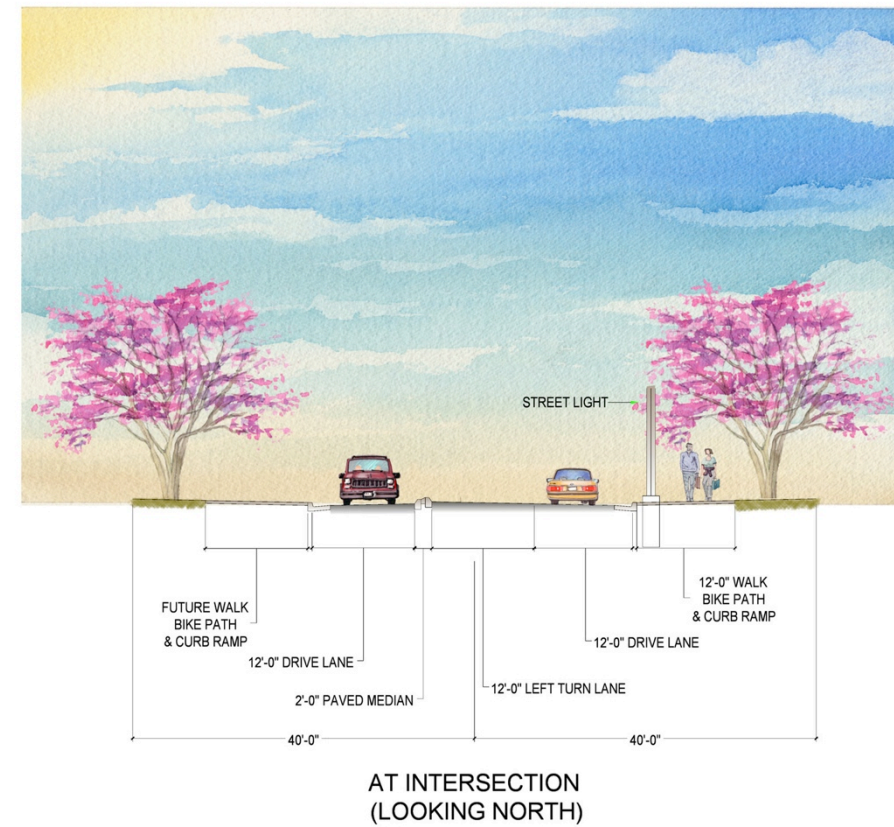 STREET LIGHT
FUTURE WALK
BIKE PATH
& CURB RAMP
12'-0" DRIVE LANE
2'-0" PAVED MEDIAN
12'-0" LEFT TURN LANE
12'-0" DRIVE LANE
12'-0" WALK
BIKE PATH
& CURB RAMP
40'-0"
40'-0"
AT INTERSECTION
(LOOKING NORTH)